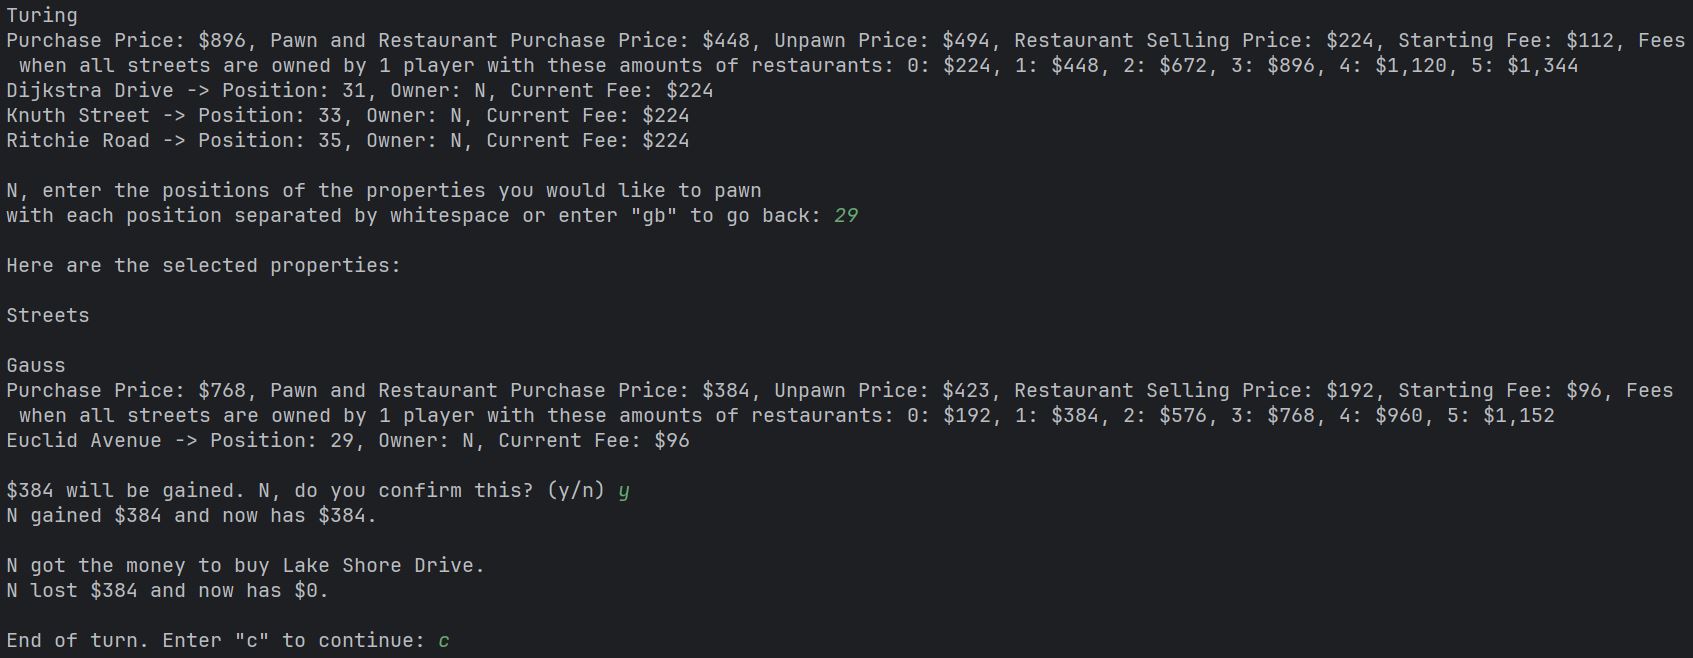 Turing
Purchase Price: $896, Pawn and Restaurant Purchase Price: $448, Unpawn Price: $494, Restaurant Selling Price: $224, Starting Fee: $112, Fees
 when all streets are owned by 1 player with these amounts of restaurants: 0: $224, 1: $448, 2: $672, 3: $896, 4: $1,120, 5: $1,344
Dijkstra Drive -> Position: 31, Owner: N, Current Fee: $224
Knuth Street -> Position: 33, Owner: N, Current Fee: $224
Ritchie Road -> Position: 35, Owner: N, Current Fee: $224

N, enter the positions of the properties you would like to pawn
with each position separated by whitespace or enter "gb" to go back: 29

Here are the selected properties:

Streets

Gauss
Purchase Price: $768, Pawn and Restaurant Purchase Price: $384, Unpawn Price: $423, Restaurant Selling Price: $192, Starting Fee: $96, Fees
 when all streets are owned by 1 player with these amounts of restaurants: 0: $192, 1: $384, 2: $576, 3: $768, 4: $960, 5: $1,152
Euclid Avenue -> Position: 29, Owner: N, Current Fee: $96

$384 will be gained. N, do you confirm this? (y/n) y
N gained $384 and now has $384.

N got the money to buy Lake Shore Drive.
N lost $384 and now has $0.

End of turn. Enter "c" to continue: c